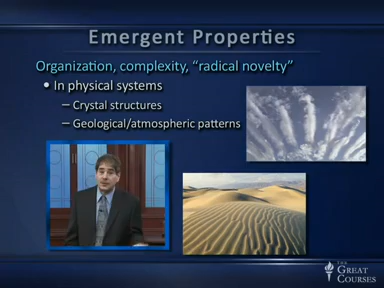 Emergent Properties
Organization, complexity, “radical novelty”
• In physical systems
– Crystal structures
– Geological/atmospheric patterns
THE
GREAT
COURSES